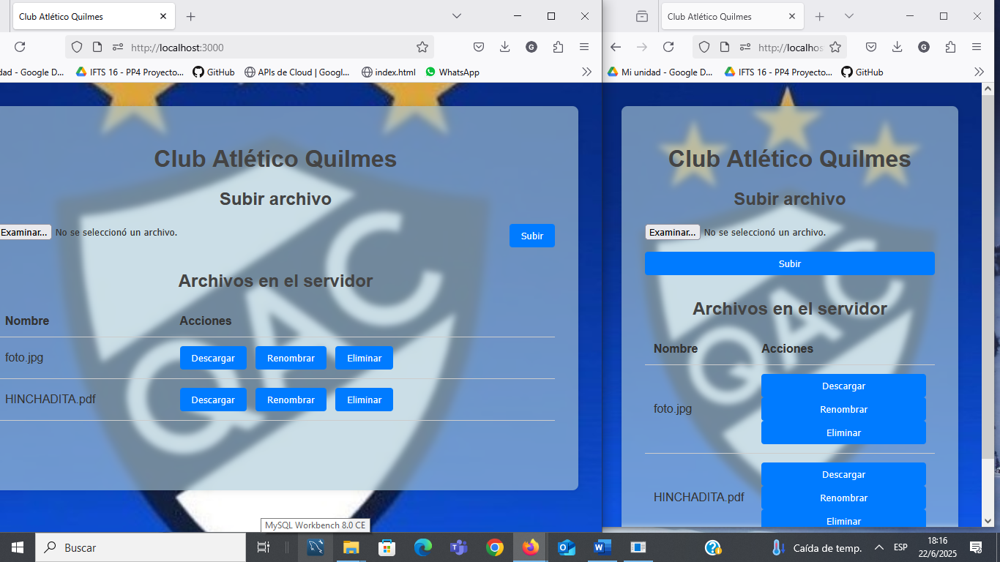 Club Atlético Quilmes
http://localhost:3000
dad - Google D...
IFTS 16 - PP4 Proyecto...
GitHub
APIs de Cloud | Googl...
index.html
WhatsApp
Club Atlético Quilmes
Subir archivo
Examinar... No se seleccionó un archivo.
Subir
Archivos en el servidor
Nombre Acciones
foto.jpg Descargar Renombrar Eliminar
HINCHADITA.pdf Descargar Renombrar Eliminar
QAC
MySQL Workbench 8.0 CE
Club Atlético Quilmes
http://localhos
G
Mi unidad - Google D...
IFTS 16 - PP4 Proyecto...
GitHub
Club Atlético Quilmes
Subir archivo
Examinar... No se seleccionó un archivo.
Subir
Archivos en el servidor
Nombre Acciones
foto.jpg
Descargar
Renombrar
Eliminar
HINCHADITA.pdf
Descargar
Renombrar
Eliminar
QAC
Buscar
Caída de temp.
ESP
18:16
22/6/2025